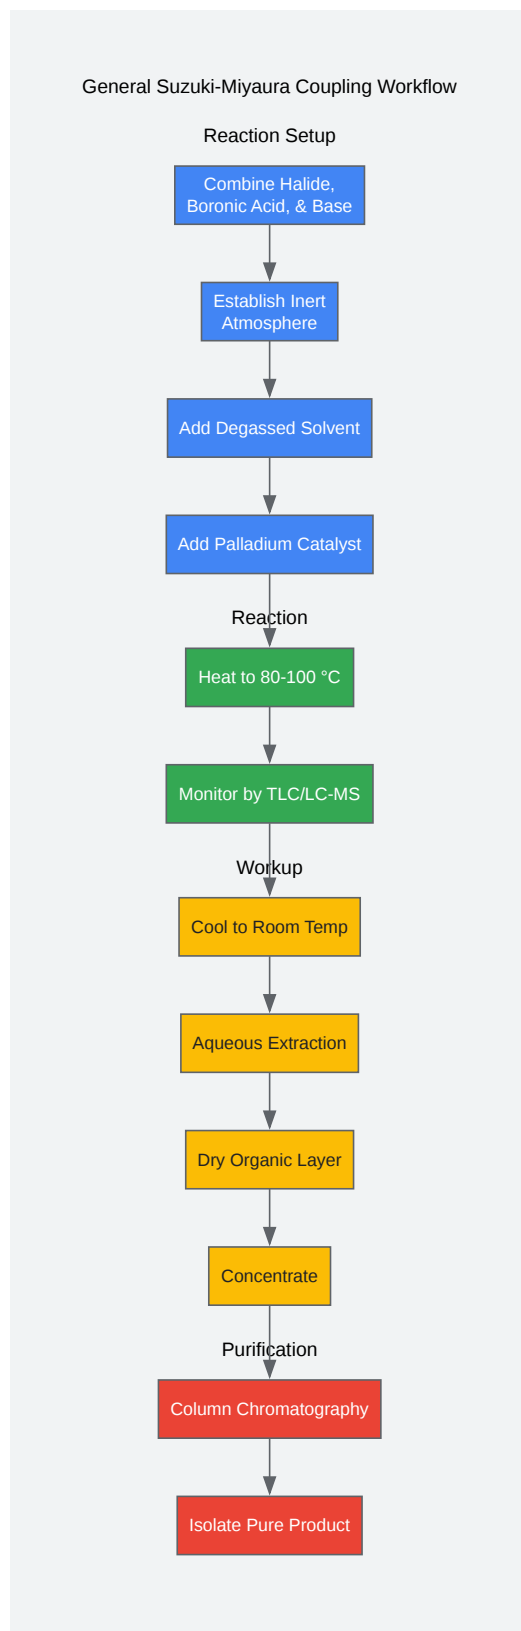 General Suzuki-Miyaura Coupling Workflow
Reaction Setup
Combine Halide,
Boronic Acid, & Base
Establish Inert
Atmosphere
Add Degassed Solvent
Add Palladium Catalyst
Reaction
Heat to 80-100 °C
Monitor by TLC/LC-MS
Workup
Cool to Room Temp
Aqueous Extraction
Dry Organic Layer
Concentrate
Purification
Column Chromatography
Isolate Pure Product